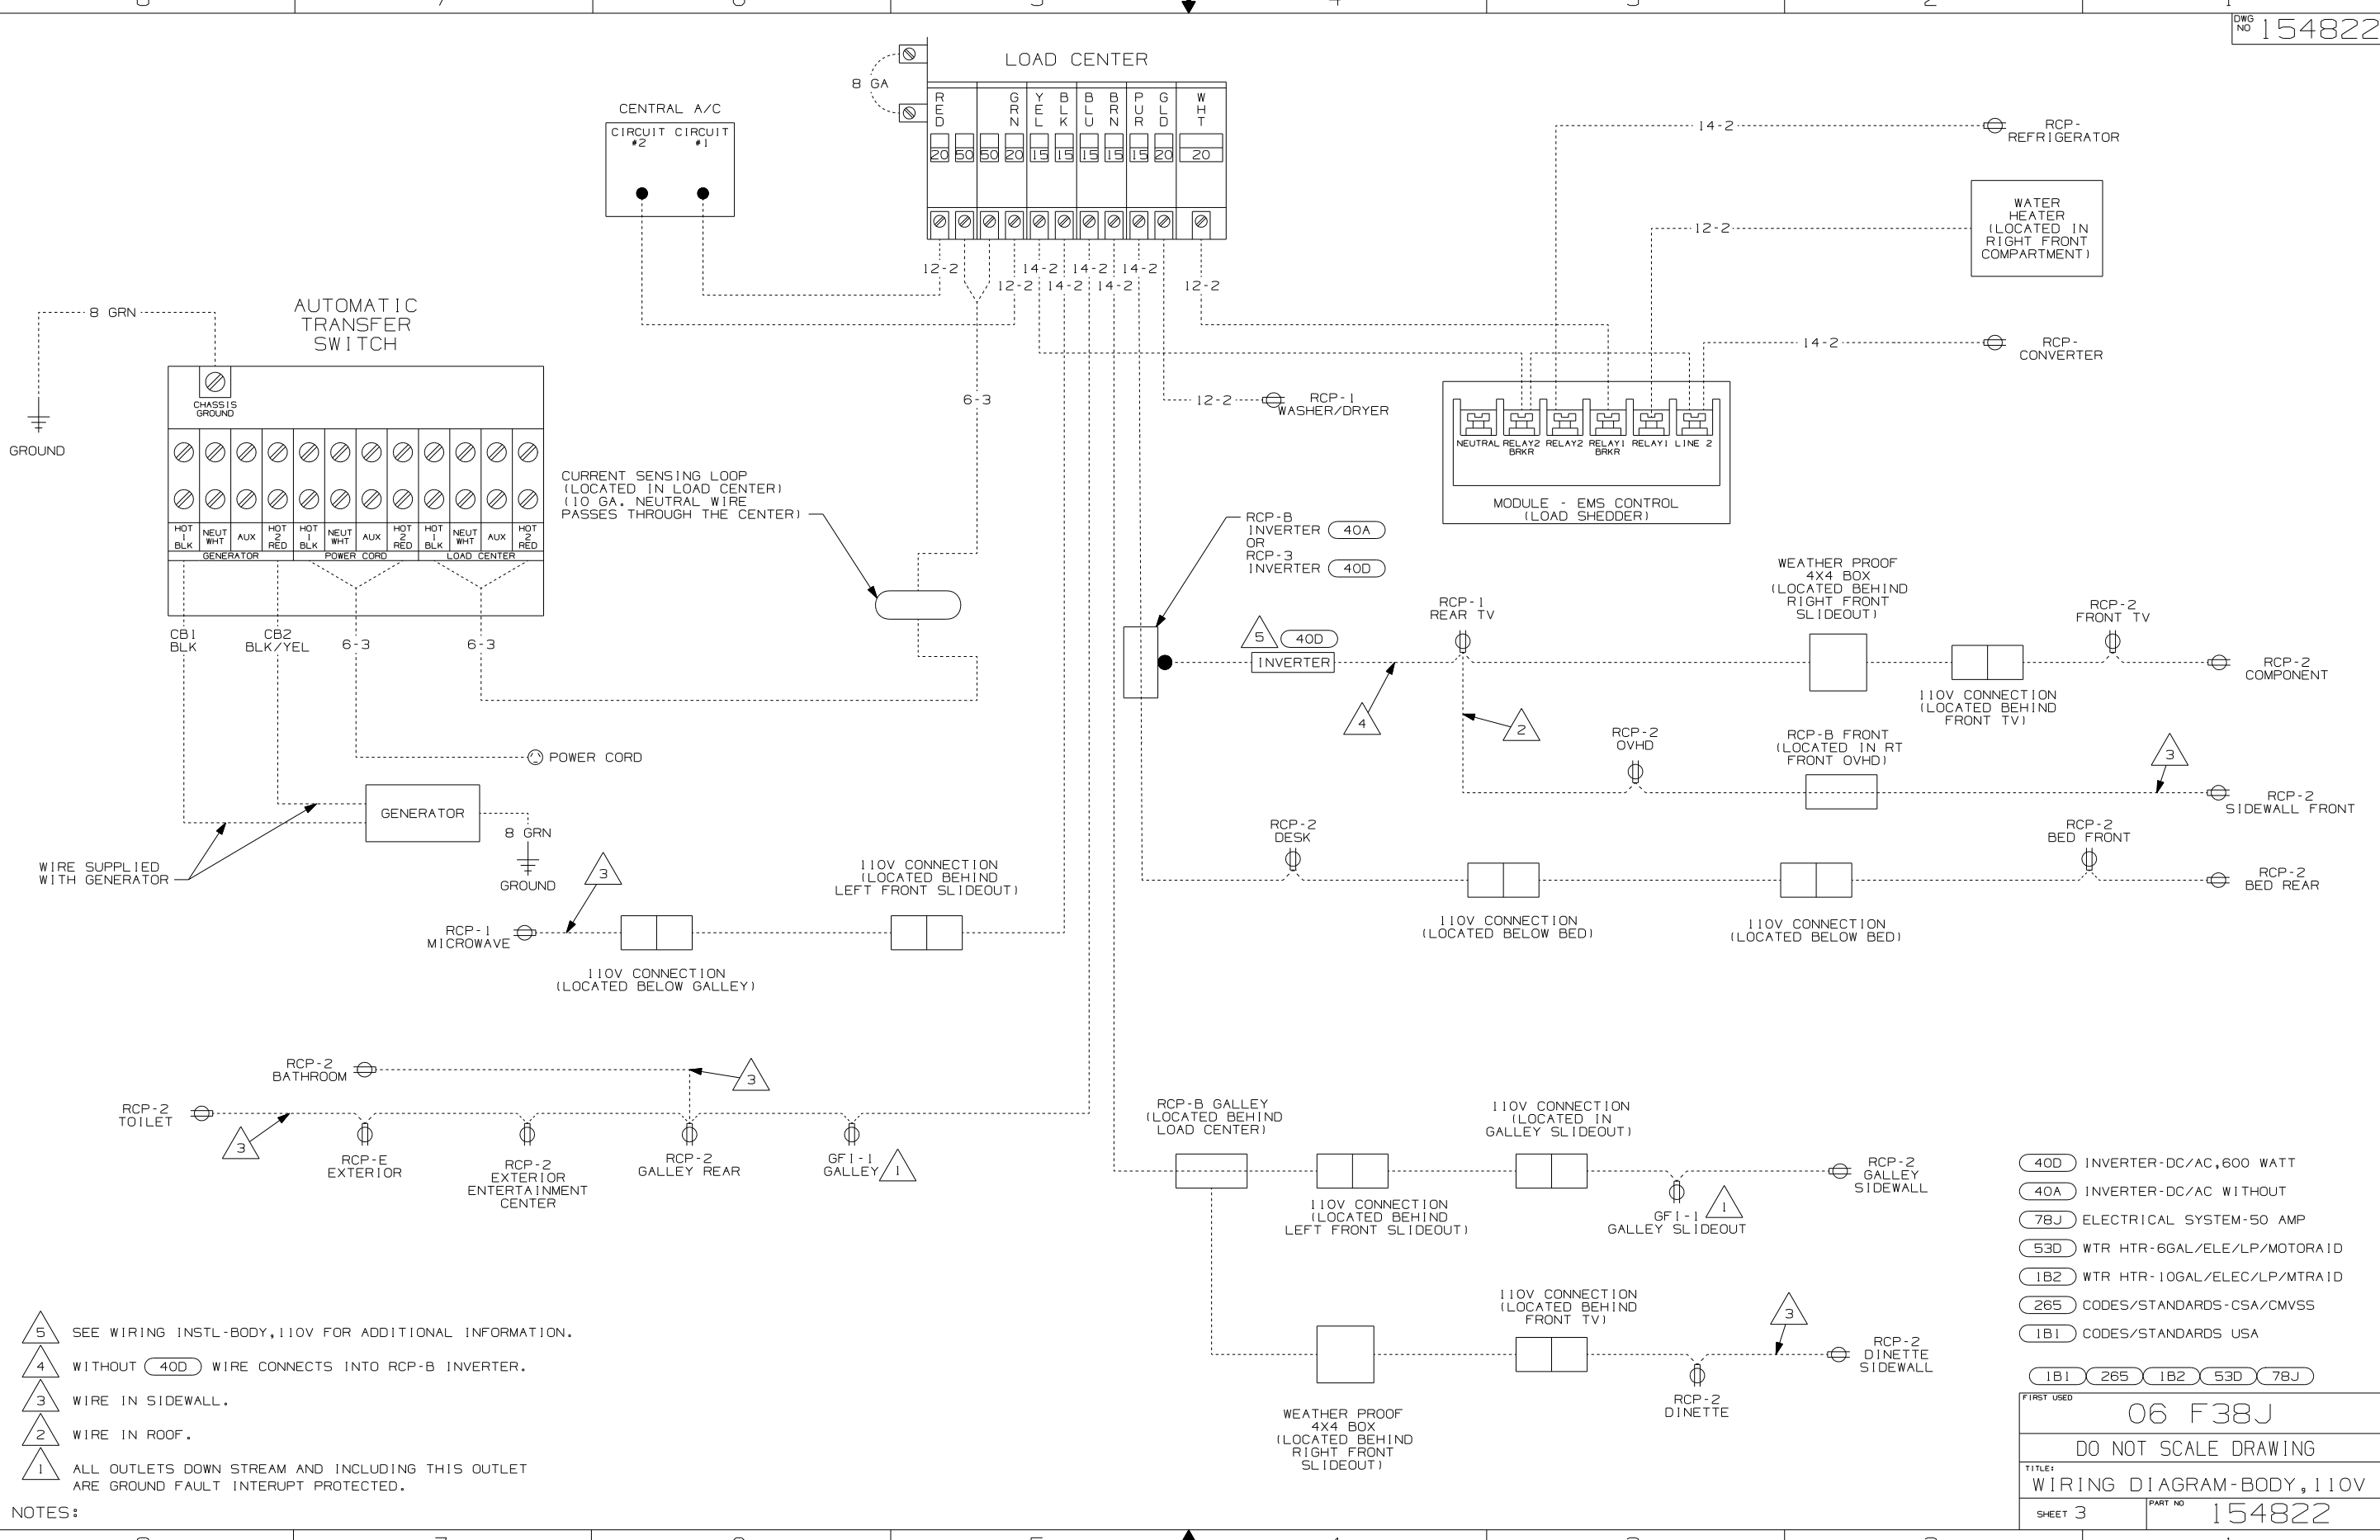 DWG NO 154822
LOAD CENTER
8 GA
RED
GRN
YEL
BLK
BLU
BRN
PUR
GLD
WHT
20 50 50 20 15 15 15 15 15 20 20
CENTRAL A/C
CIRCUIT #2
CIRCUIT #1
12-2
14-2
14-2
14-2
12-2
14-2
14-2
12-2
6-3
12-2
RCP-1
WASHER/DRYER
14-2
RCP-
REFRIGERATOR
12-2
WATER
HEATER
(LOCATED IN
RIGHT FRONT
COMPARTMENT)
14-2
RCP-
CONVERTER
NEUTRAL
RELAY2 BRKR
RELAY2
RELAY1 BRKR
RELAY1
LINE 2
MODULE - EMS CONTROL
(LOAD SHEDDER)
8 GRN
GROUND
AUTOMATIC
TRANSFER
SWITCH
CHASSIS
GROUND
HOT 1 BLK
NEUT WHT
AUX
HOT 2 RED
HOT 1 BLK
NEUT WHT
AUX
HOT 2 RED
HOT 1 BLK
NEUT WHT
AUX
HOT 2 RED
GENERATOR
POWER CORD
LOAD CENTER
CB1
BLK
CB2
BLK/YEL
6-3
6-3
CURRENT SENSING LOOP
(LOCATED IN LOAD CENTER)
(10 GA. NEUTRAL WIRE
PASSES THROUGH THE CENTER)
POWER CORD
GENERATOR
8 GRN
GROUND
WIRE SUPPLIED
WITH GENERATOR
RCP-B
INVERTER 40A
OR
RCP-3
INVERTER 40D
5 40D
INVERTER
4
RCP-1
REAR TV
2
WEATHER PROOF
4X4 BOX
(LOCATED BEHIND
RIGHT FRONT
SLIDEOUT)
110V CONNECTION
(LOCATED BEHIND
FRONT TV)
RCP-2
FRONT TV
RCP-2
COMPONENT
RCP-2
OVHD
RCP-B FRONT
(LOCATED IN RT
FRONT OVHD)
3
RCP-2
SIDEWALL FRONT
RCP-2
DESK
110V CONNECTION
(LOCATED BELOW BED)
110V CONNECTION
(LOCATED BELOW BED)
RCP-2
BED FRONT
RCP-2
BED REAR
RCP-1
MICROWAVE
3
110V CONNECTION
(LOCATED BELOW GALLEY)
110V CONNECTION
(LOCATED BEHIND
LEFT FRONT SLIDEOUT)
RCP-2
BATHROOM
3
RCP-2
TOILET
3
RCP-E
EXTERIOR
RCP-2
EXTERIOR
ENTERTAINMENT
CENTER
RCP-2
GALLEY REAR
GFI-1
GALLEY 1
RCP-B GALLEY
(LOCATED BEHIND
LOAD CENTER)
110V CONNECTION
(LOCATED BEHIND
LEFT FRONT SLIDEOUT)
110V CONNECTION
(LOCATED IN
GALLEY SLIDEOUT)
GFI-1
GALLEY SLIDEOUT
1
RCP-2
GALLEY
SIDEWALL
WEATHER PROOF
4X4 BOX
(LOCATED BEHIND
RIGHT FRONT
SLIDEOUT)
110V CONNECTION
(LOCATED BEHIND
FRONT TV)
RCP-2
DINETTE
3
RCP-2
DINETTE
SIDEWALL
40D INVERTER-DC/AC,600 WATT
40A INVERTER-DC/AC WITHOUT
78J ELECTRICAL SYSTEM-50 AMP
53D WTR HTR-6GAL/ELE/LP/MOTORAID
1B2 WTR HTR-10GAL/ELEC/LP/MTRAID
265 CODES/STANDARDS-CSA/CMVSS
1B1 CODES/STANDARDS USA
1B1 265 1B2 53D 78J
FIRST USED
06 F38J
DO NOT SCALE DRAWING
TITLE:
WIRING DIAGRAM-BODY,110V
SHEET 3
PART NO 154822
5 SEE WIRING INSTL-BODY,110V FOR ADDITIONAL INFORMATION.
4 WITHOUT 40D WIRE CONNECTS INTO RCP-B INVERTER.
3 WIRE IN SIDEWALL.
2 WIRE IN ROOF.
1 ALL OUTLETS DOWN STREAM AND INCLUDING THIS OUTLET
ARE GROUND FAULT INTERUPT PROTECTED.
NOTES: